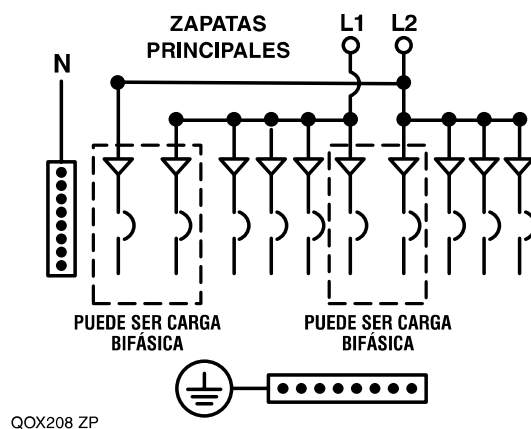 ZAPATAS
PRINCIPALES
L1 L2
N
PUEDE SER CARGA
BIFÁSICA
PUEDE SER CARGA
BIFÁSICA
QOX208 ZP